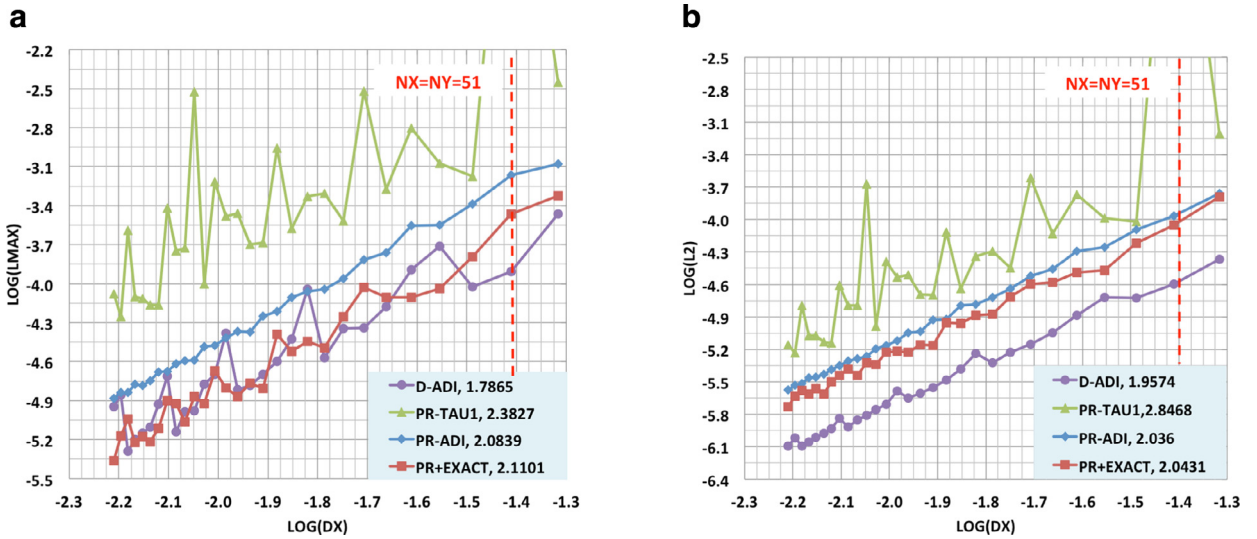 a
-2.2
-2.5
-2.8
-3.1
-3.4
-3.7
-4.0
-4.3
-4.6
-4.9
-5.2
-5.5
LOG(LMAX)
NX=NY=51
D-ADI, 1.7865
PR-TAU1, 2.3827
PR-ADI, 2.0839
PR+EXACT, 2.1101
-2.3 -2.2 -2.1 -2.0 -1.9 -1.8 -1.7 -1.6 -1.5 -1.4 -1.3
LOG(DX)
b
-2.5
-2.8
-3.1
-3.4
-3.7
-4.0
-4.3
-4.6
-4.9
-5.2
-5.5
-5.8
-6.1
-6.4
LOG(L2)
NX=NY=51
D-ADI, 1.9574
PR-TAU1,2.8468
PR-ADI, 2.036
PR+EXACT, 2.0431
-2.3 -2.2 -2.1 -2.0 -1.9 -1.8 -1.7 -1.6 -1.5 -1.4 -1.3
LOG(DX)